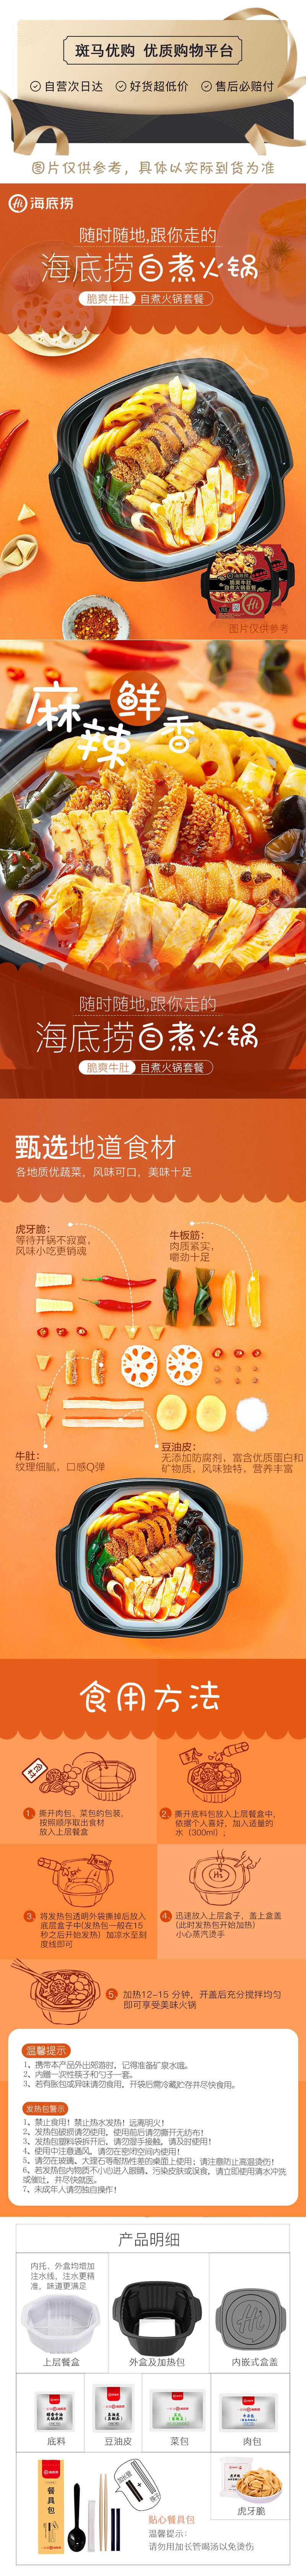 斑马优购 优质购物平台
自营次日达 好货超低价 售后必赔付
图片仅供参考，具体以实际到货为准
Hi 海底捞
随时随地,跟你走的
海底捞自煮火锅
脆爽牛肚 自煮火锅套餐
图片仅供参考
麻辣鲜香
随时随地,跟你走的
海底捞自煮火锅
脆爽牛肚 自煮火锅套餐
甄选地道食材
各地质优蔬菜，风味可口，美味十足
虎牙脆：
等待开锅不寂寞，
风味小吃更销魂
牛板筋：
肉质紧实，
嚼劲十足
牛肚：
纹理细腻，口感Q弹
豆油皮：
无添加防腐剂，富含优质蛋白和
矿物质，风味独特，营养丰富
食用方法
食材
1、撕开肉包、菜包的包装，
按照顺序取出食材
放入上层餐盒
2、撕开底料包放入上层餐盒中，
依据个人喜好，加入适量的
水（300ml）；
3、将发热包透明外袋撕掉后放入
底层盒子中(发热包一般在15
秒之后开始发热）加凉水至刻
度线即可
4、迅速放入上层盒子，盖上盒盖
(此时发热包开始加热)
小心蒸汽烫手
5、加热12-15 分钟，开盖后充分搅拌均匀
即可享受美味火锅
温馨提示
1、携带本产品外出郊游时，记得准备矿泉水哦。
2、内赠一次性筷子和勺子一套。
3、若有胀包或异味请勿食用，开袋后需冷藏贮存并尽快食用。
发热包警示
1、禁止食用！禁止热水发热！远离明火！
2、发热包破损请勿使用，使用前后请勿撕开无纺布！
3、发热包塑料袋拆开后，请勿湿手接触，请及时使用！
4、使用中注意通风，请勿在密闭空间内使用！
5、请勿在玻璃、大理石等耐热性差的桌面上使用；请注意防止高温烫伤！
6、若发热包内物质不小心进入眼睛，污染皮肤或误食，请立即使用清水冲洗
或催吐，并尽快就医。
7、未成年人请勿独自操作！
产品明细
内托、外盒均增加
注水线，注水更精
准，味道更满足
上层餐盒
外盒及加热包
内嵌式盒盖
底料
豆油皮
菜包
肉包
餐具包
贴心餐具包
温馨提示：
请勿用加长管喝汤以免烫伤
虎牙脆